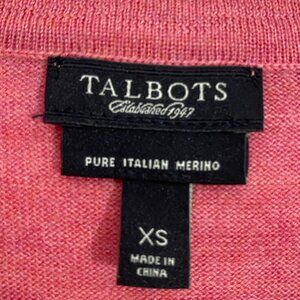 TALBOTS
Established 1947
PURE ITALIAN MERINO
XS
MADE IN
CHINA